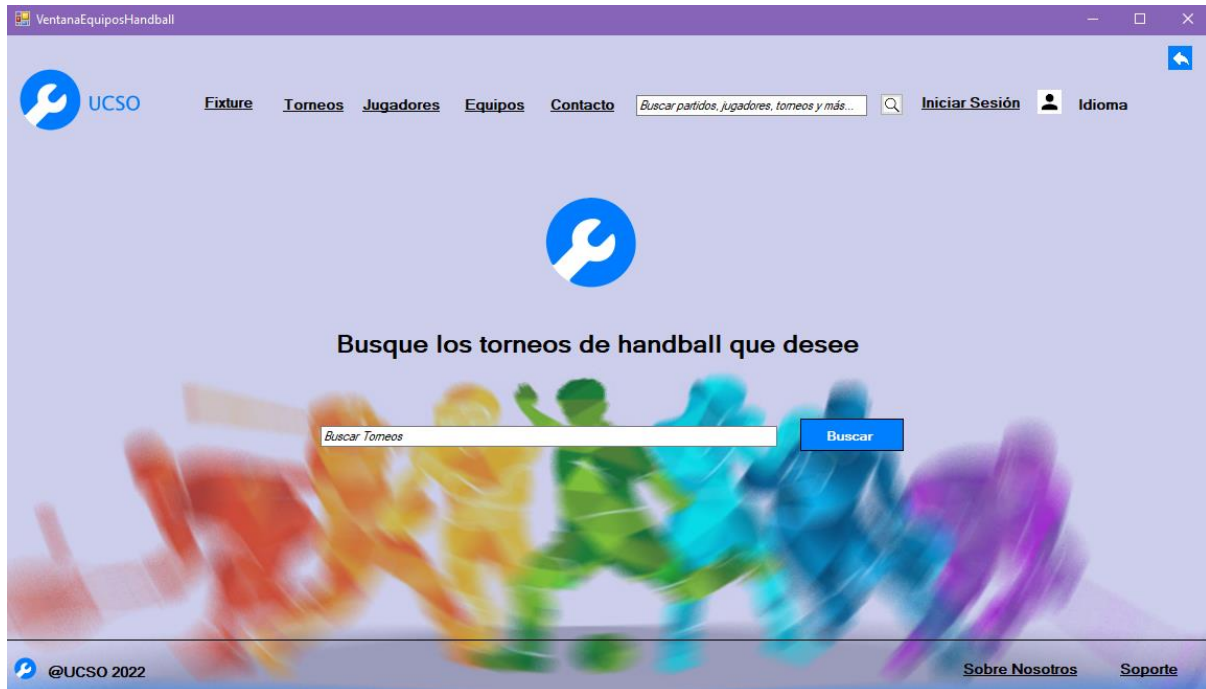 VentanaEquiposHandball
UCSO Fixture Torneos Jugadores Equipos Contacto Buscar partidos, jugadores, torneos y más... Iniciar Sesión Idioma
Busque los torneos de handball que desee
Buscar Torneos Buscar
@UCSO 2022 Sobre Nosotros Soporte